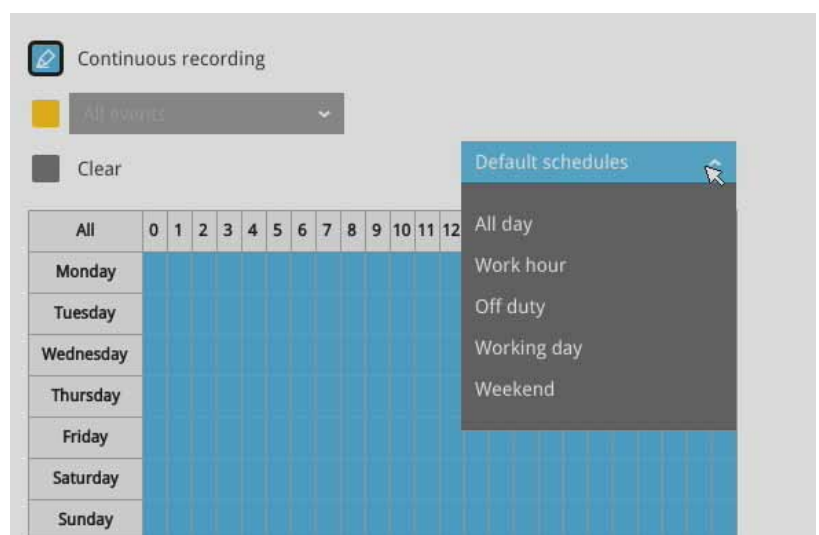 Continuous recording
All events
Clear
Default schedules
All day
Work hour
Off duty
Working day
Weekend
All 0 1 2 3 4 5 6 7 8 9 10 11 12
Monday
Tuesday
Wednesday
Thursday
Friday
Saturday
Sunday